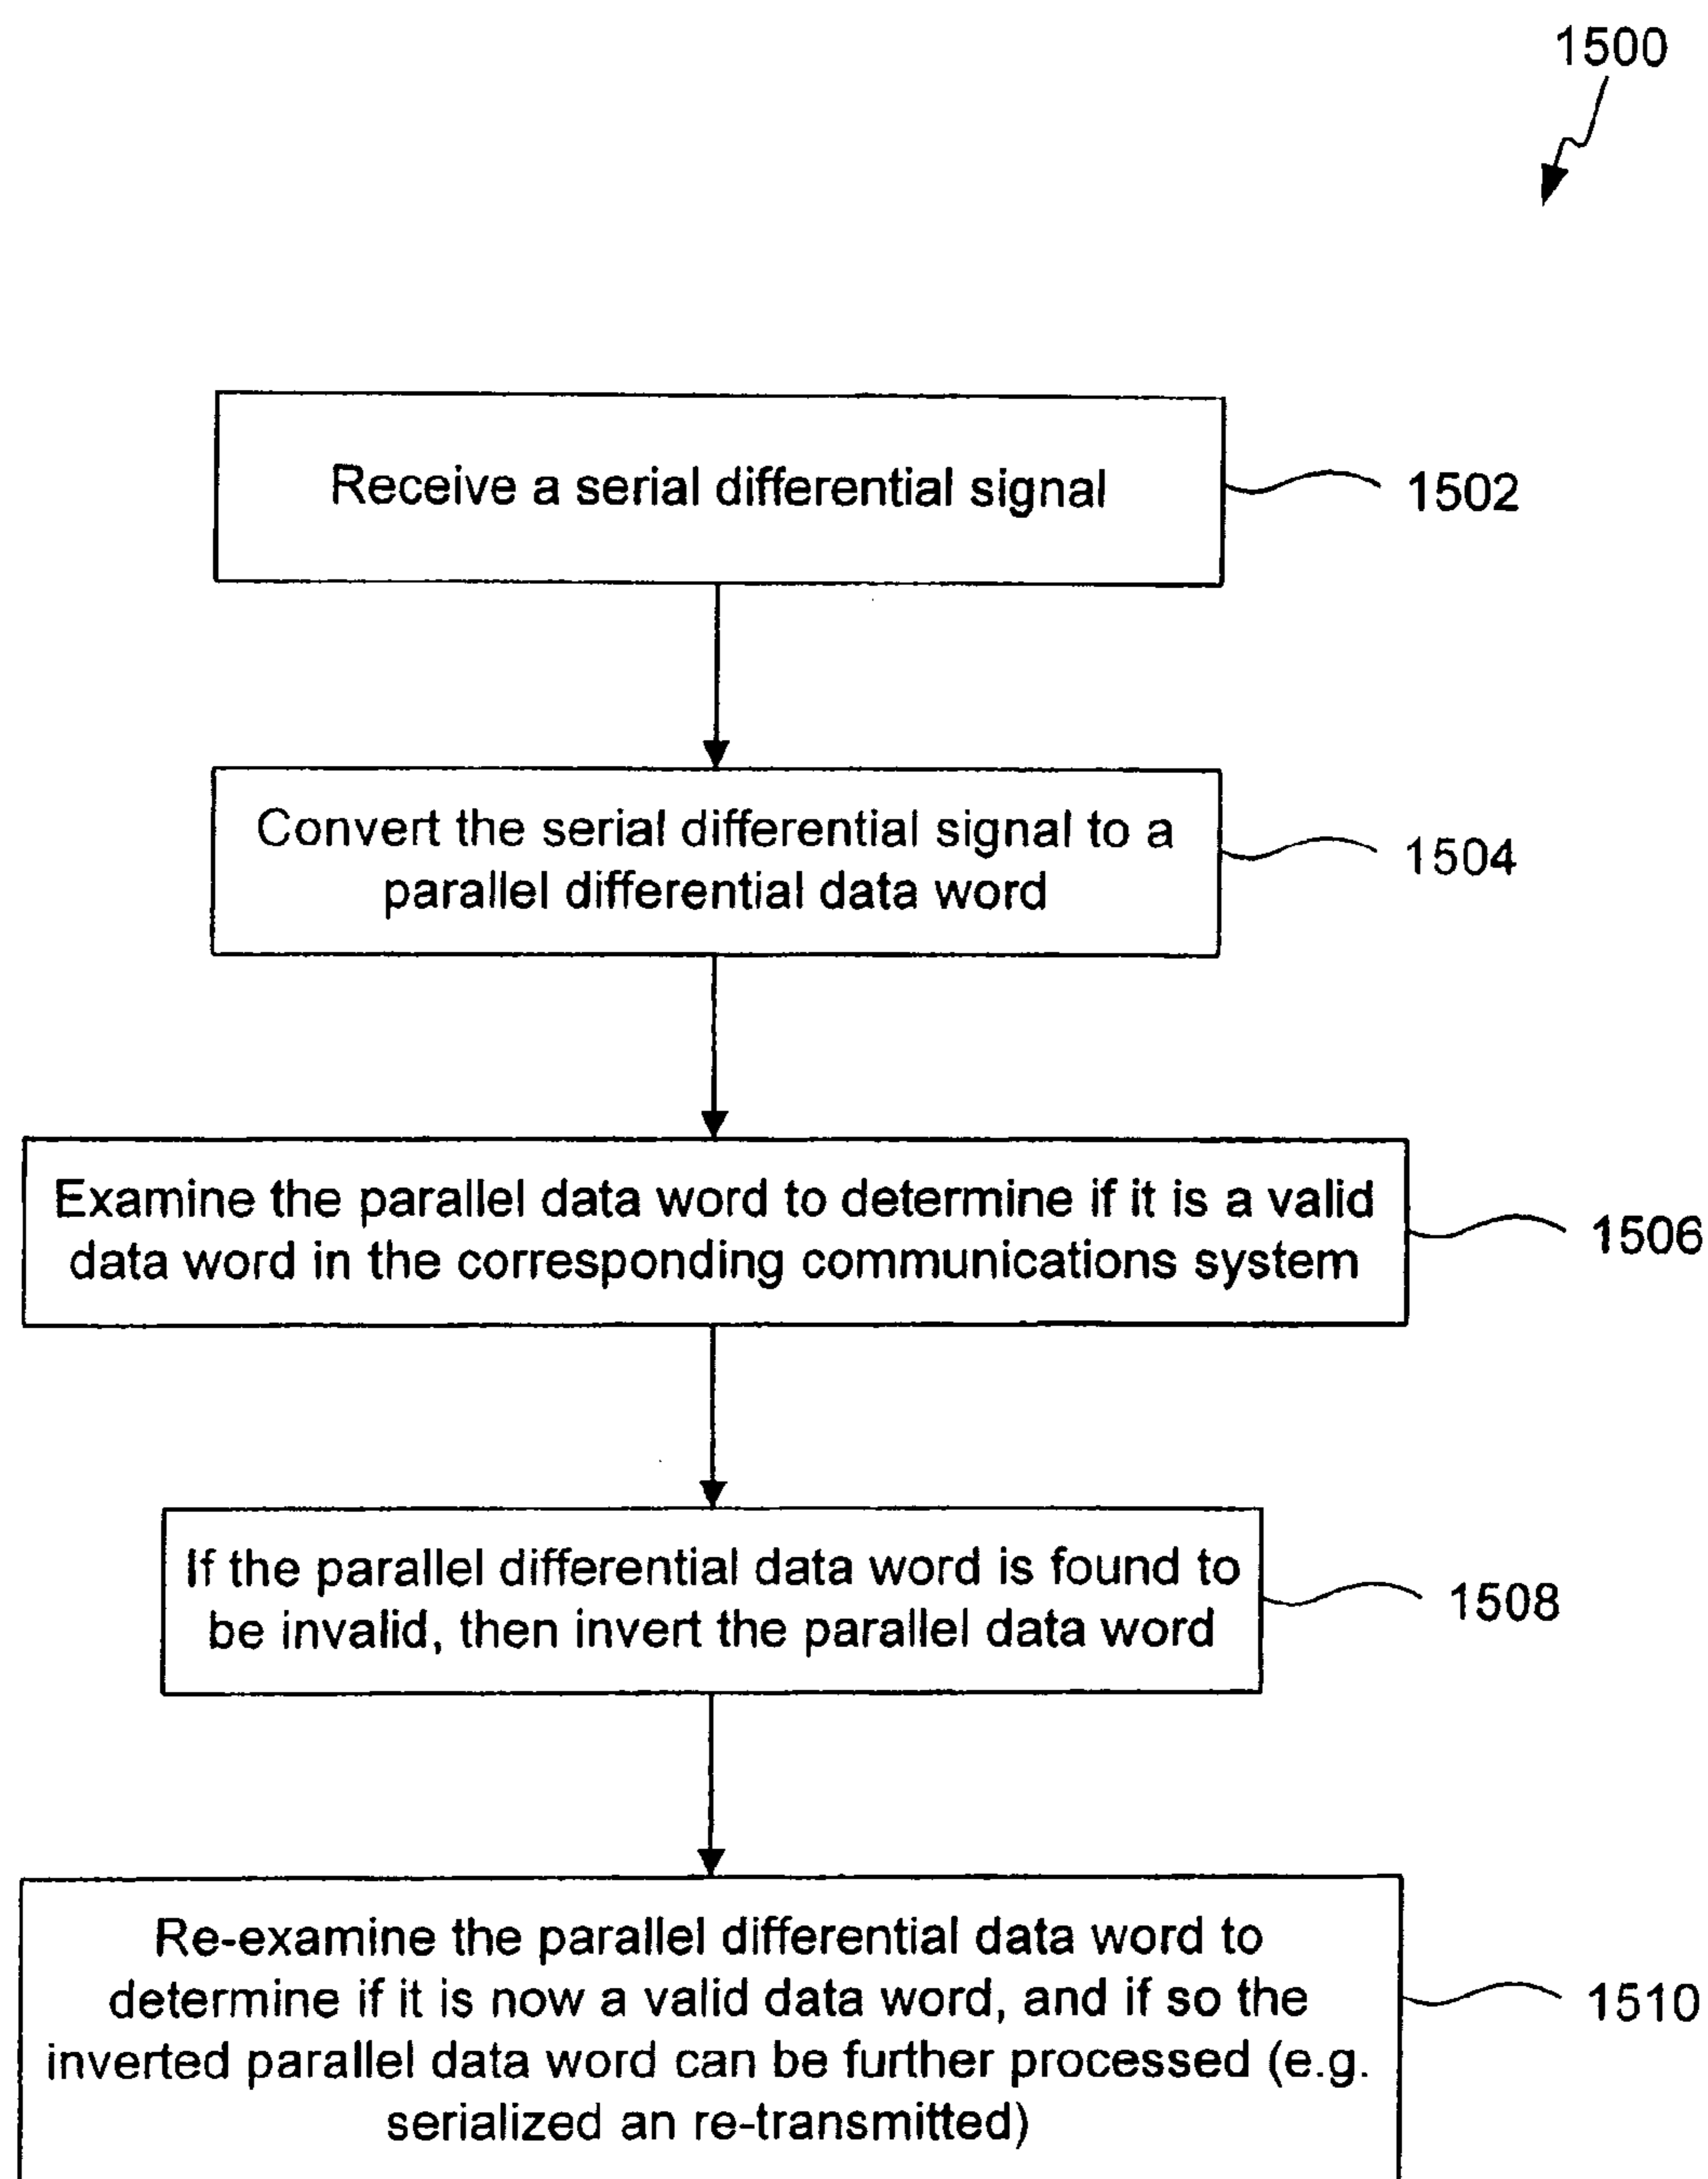 1500
Receive a serial differential signal
1502
Convert the serial differential signal to a
parallel differential data word
1504
Examine the parallel data word to determine if it is a valid
data word in the corresponding communications system
1506
If the parallel differential data word is found to
be invalid, then invert the parallel data word
1508
Re-examine the parallel differential data word to
determine if it is now a valid data word, and if so the
inverted parallel data word can be further processed (e.g.
serialized an re-transmitted)
1510